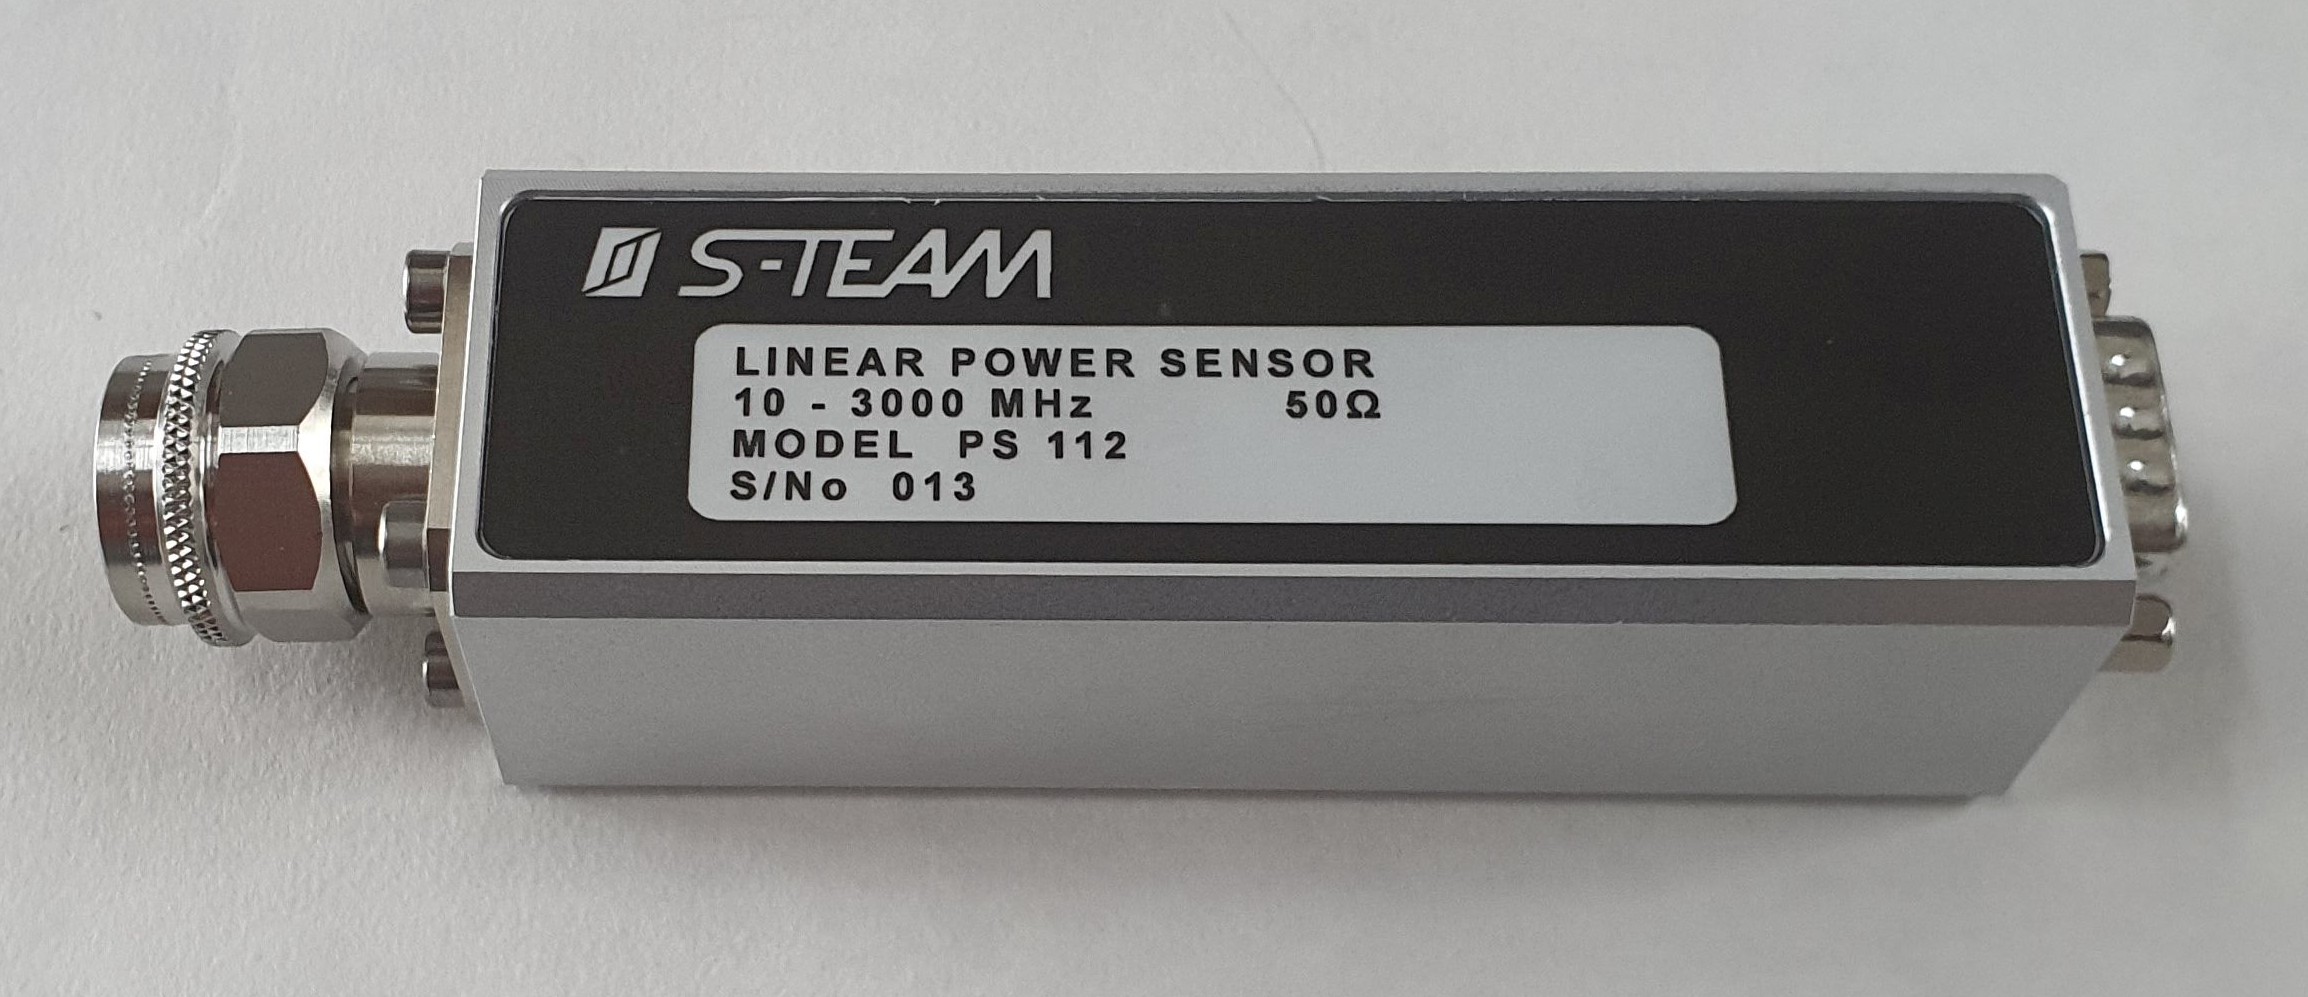 S-TEAM
LINEAR POWER SENSOR
10 - 3000 MHz 50Ω
MODEL PS 112
S/No 013